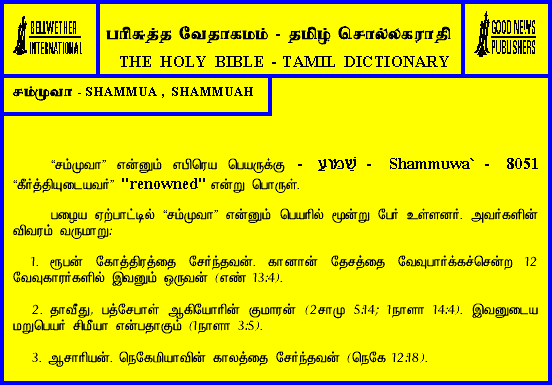 BELLWETHER
INTERNATIONAL
பரிசுத்த வேதாகமம் - தமிழ் சொல்லகராதி
THE HOLY BIBLE - TAMIL DICTIONARY
GOOD NEWS
PUBLISHERS
சம்முவா - SHAMMUA , SHAMMUAH
“சம்முவா” என்னும் எபிரெய பெயருக்கு - שַׁמּוּעַ - Shammuwa` - 8051
“கீர்த்தியுடையவர்” "renowned" என்று பொருள்.
பழைய ஏற்பாட்டில் “சம்முவா” என்னும் பெயரில் மூன்று பேர் உள்ளனர். அவர்களின்
விவரம் வருமாறு:
1. ரூபன் கோத்திரத்தை சேர்ந்தவன். கானான் தேசத்தை வேவுபார்க்கச்சென்ற 12
வேவுகாரர்களில் இவனும் ஒருவன் (எண் 13:4).
2. தாவீது, பத்சேபாள் ஆகியோரின் குமாரன் (2சாமு 5:14; 1நாளா 14:4). இவனுடைய
மறுபெயர் சிமீயா என்பதாகும் (1நாளா 3:5).
3. ஆசாரியன். நெகேமியாவின் காலத்தை சேர்ந்தவன் (நெகே 12:18).